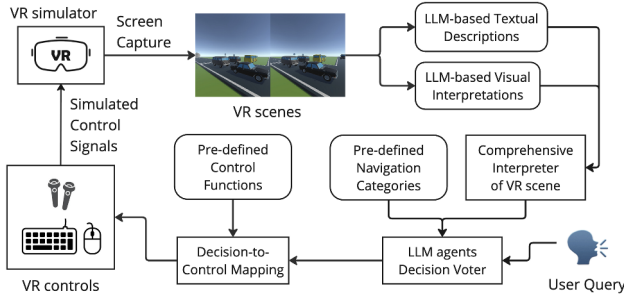 VR simulator
VR
Screen
Capture
VR scenes
LLM-based Textual
Descriptions
LLM-based Visual
Interpretations
Simulated
Control
Signals
Pre-defined
Control
Functions
Pre-defined
Navigation
Categories
Comprehensive
Interpreter
of VR scene
Decision-to-
Control Mapping
LLM agents
Decision Voter
User Query
VR controls